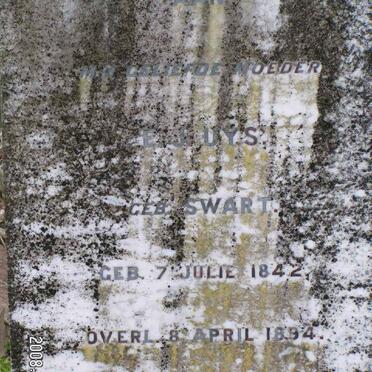 GELIEFDE MOEDER
E. J. UYS
GEB. SWART.
GEB. 7 JULIE 1842,
OVERL. 8 APRIL 1894.
2008